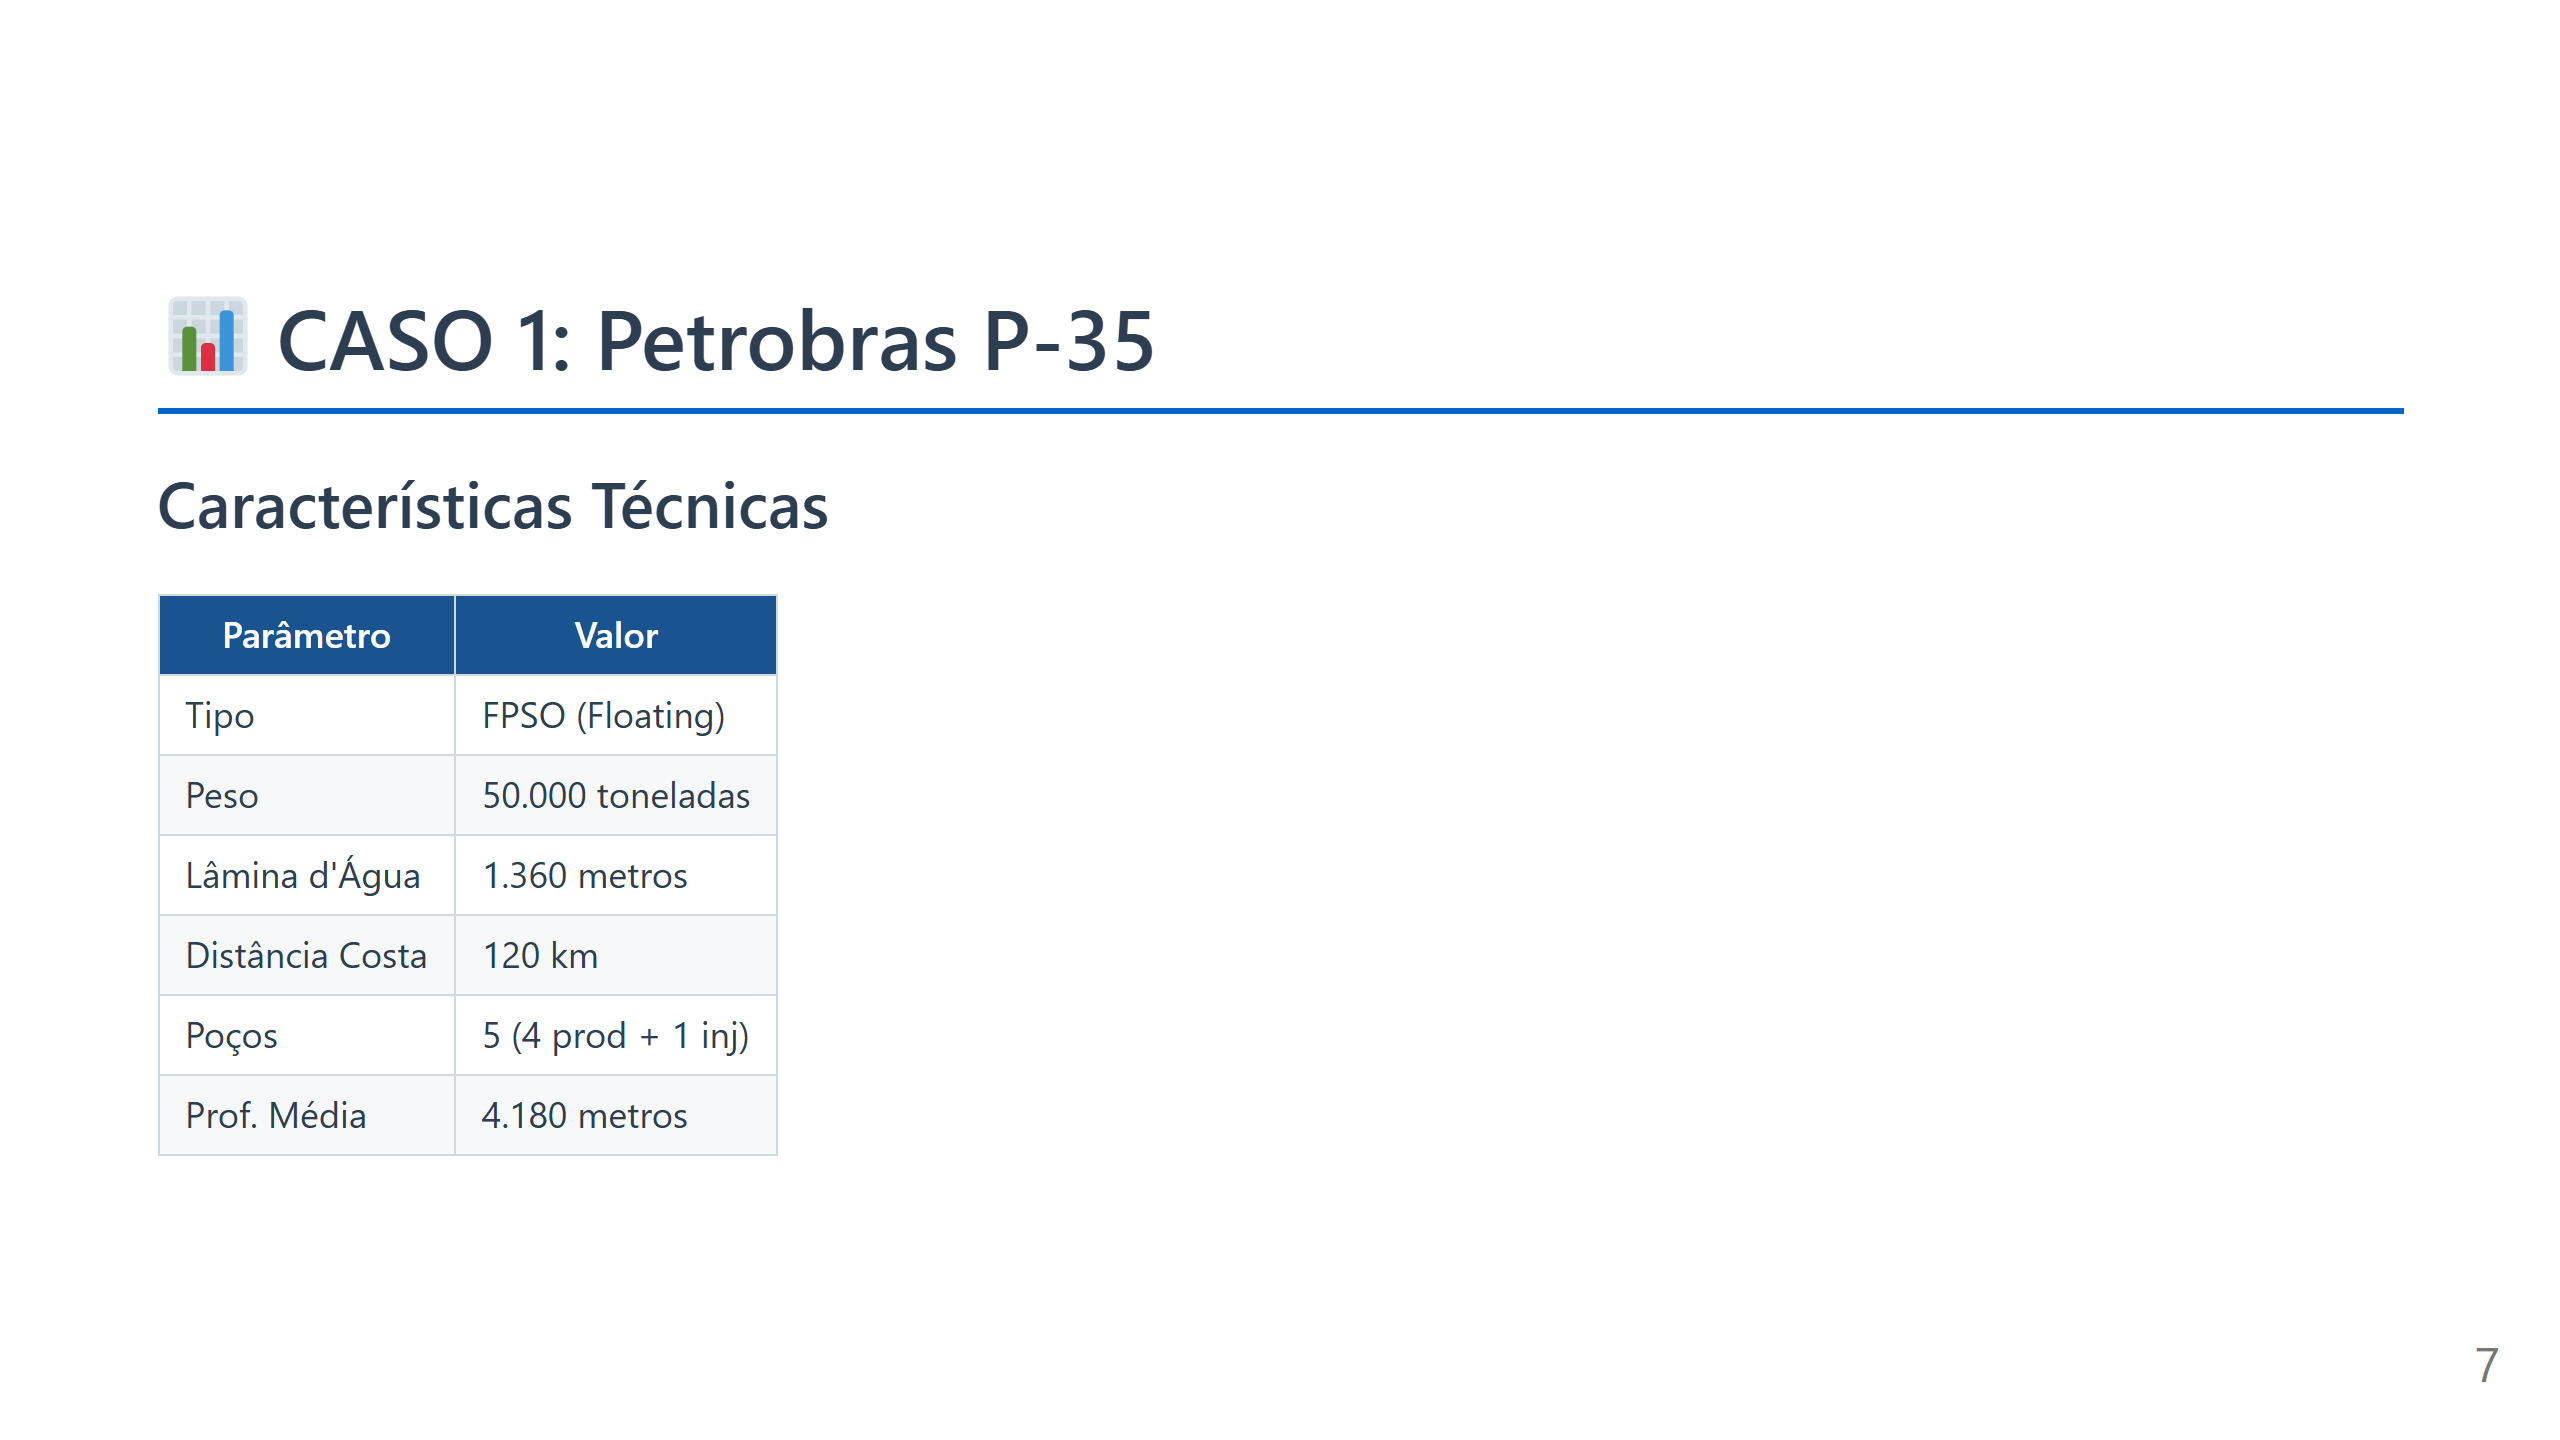 CASO 1: Petrobras P-35
Características Técnicas
Parâmetro Valor
Tipo FPSO (Floating)
Peso 50.000 toneladas
Lâmina d'Água 1.360 metros
Distância Costa 120 km
Poços 5 (4 prod + 1 inj)
Prof. Média 4.180 metros
7